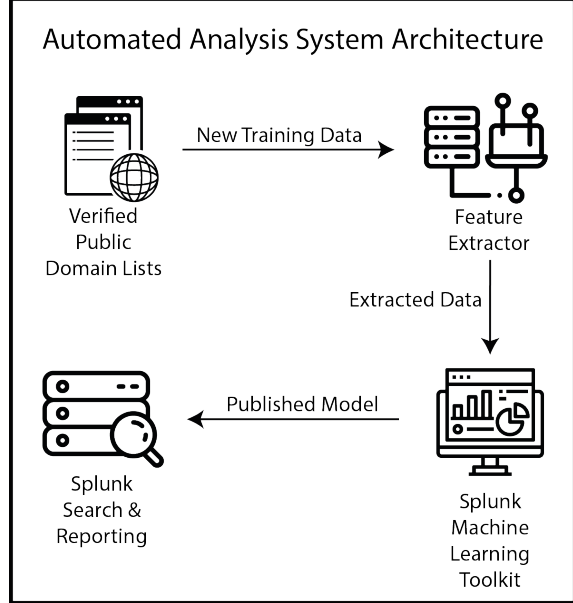 Automated Analysis System Architecture
New Training Data
Verified
Public
Domain Lists
Feature
Extractor
Extracted Data
Published Model
Splunk
Search &
Reporting
Splunk
Machine
Learning
Toolkit